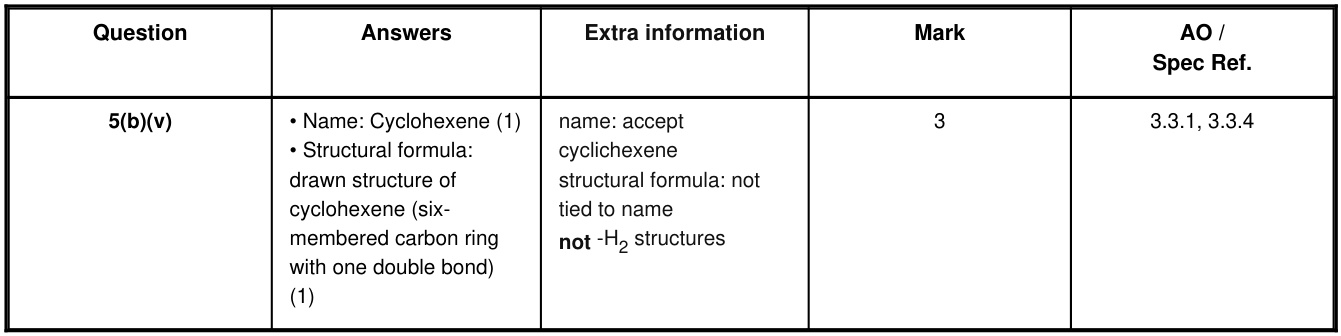 Question Answers Extra information Mark AO /
Spec Ref.
5(b)(v)
• Name: Cyclohexene (1)
• Structural formula:
drawn structure of
cyclohexene (six-
membered carbon ring
with one double bond)
(1)
name: accept
cyclichexene
structural formula: not
tied to name
not -H2 structures
3
3.3.1, 3.3.4